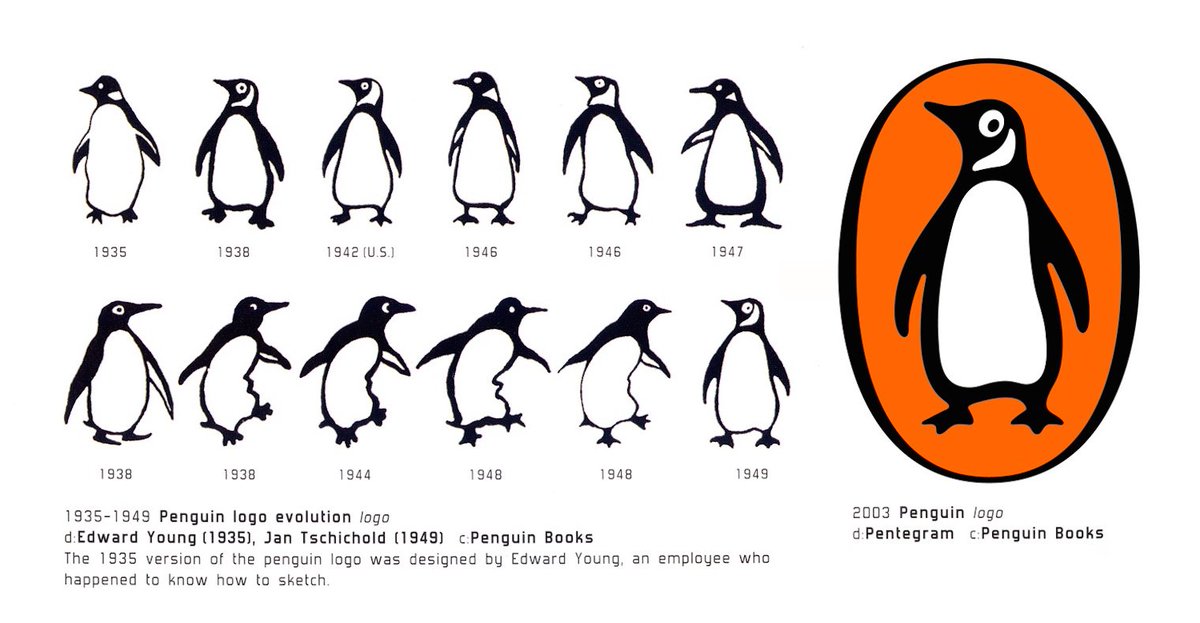 1935 1938 1942 (U.S.) 1946 1946 1947
1938 1938 1944 1948 1948 1949
1935-1949 Penguin logo evolution logo
d:Edward Young (1935), Jan Tschichold (1949) c:Penguin Books
The 1935 version of the penguin logo was designed by Edward Young, an employee who
happened to know how to sketch.
2003 Penguin logo
d:Pentegram c:Penguin Books